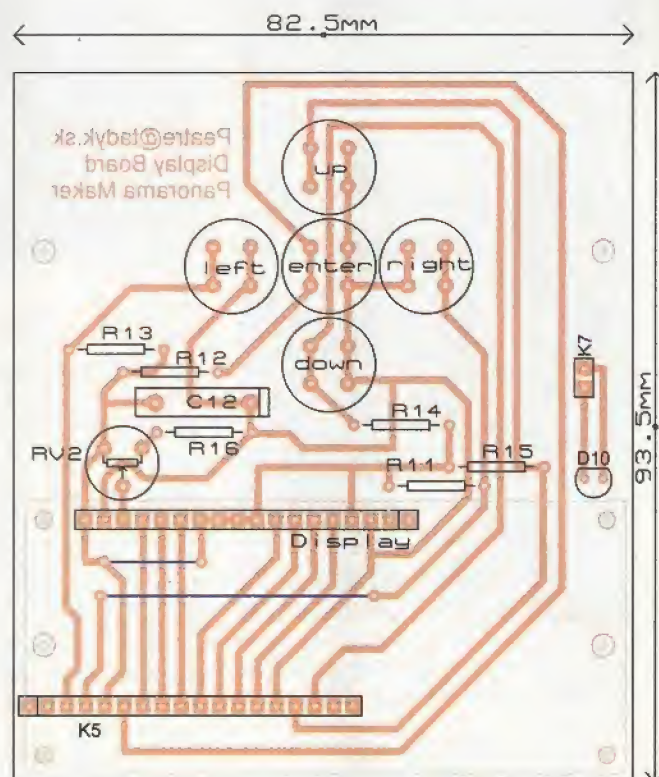 82.5MM
Peatre@tadyk.sk
Display Board
Panorama Maker
up
left
enter
right
R13
R12
down
K7
C12
R14
RV2
R16
R15
D10
R11
93.5MM
Display
K5